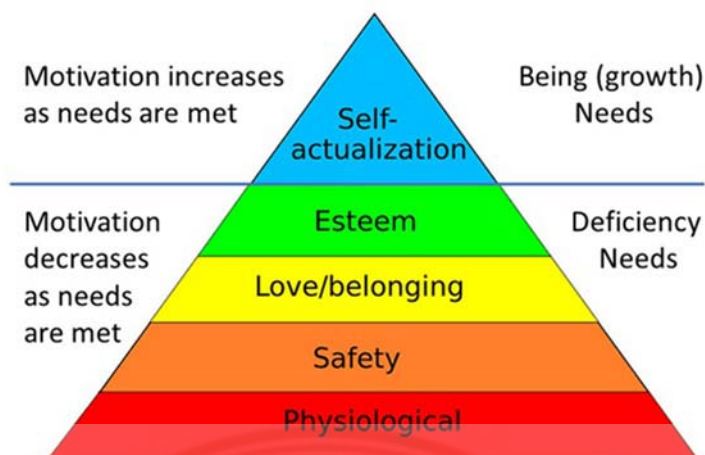 Motivation increases
as needs are met
Being (growth)
Needs
Self-
actualization
Motivation
decreases
as needs
are met
Esteem
Deficiency
Needs
Love/belonging
Safety
Physiological